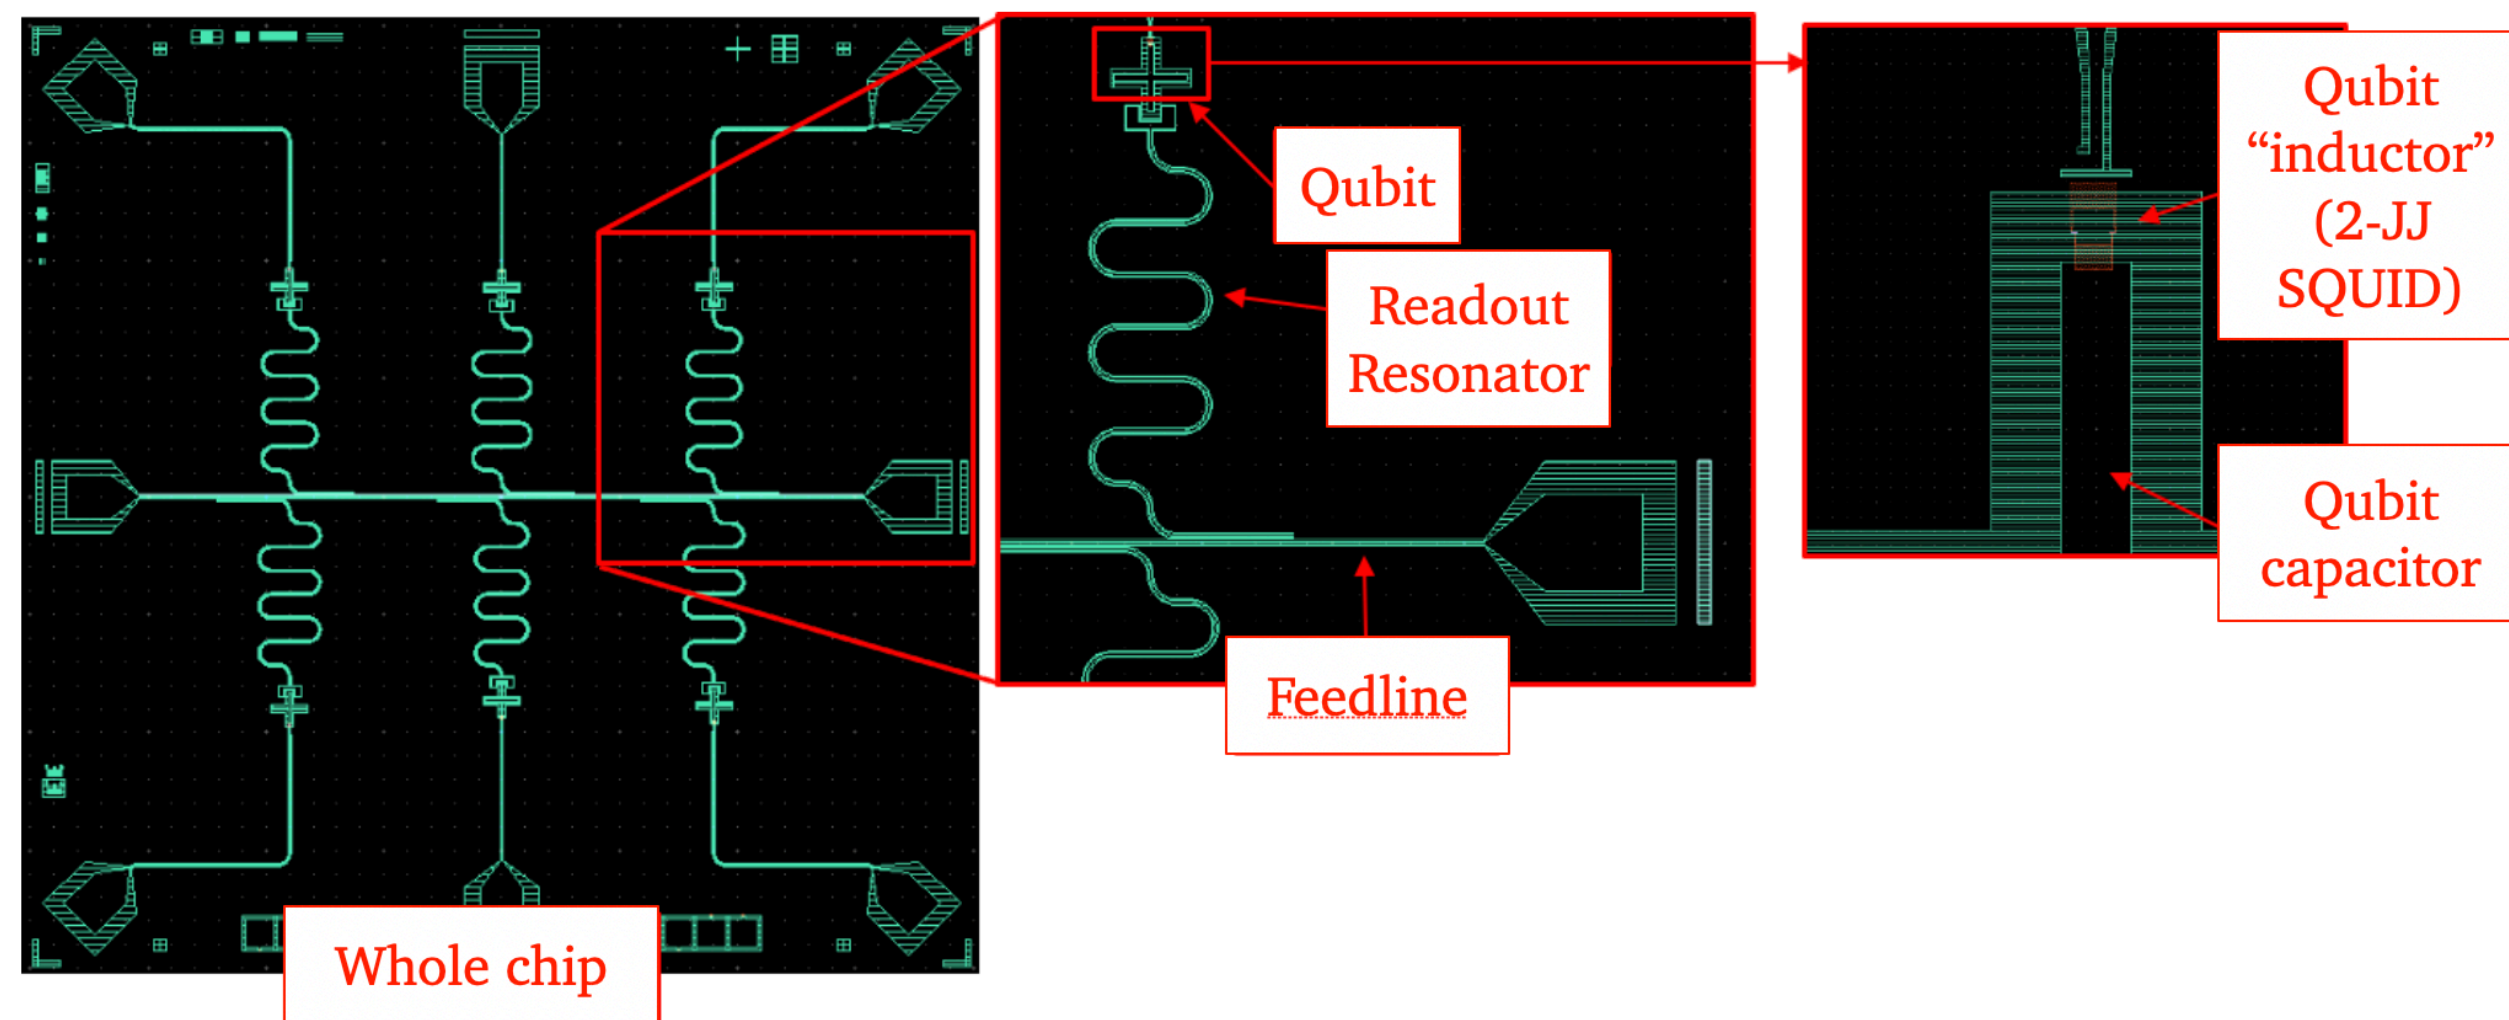 Qubit
“inductor”
(2-JJ
SQUID)
Qubit
Readout
Resonator
Qubit
capacitor
Feedline
Whole chip